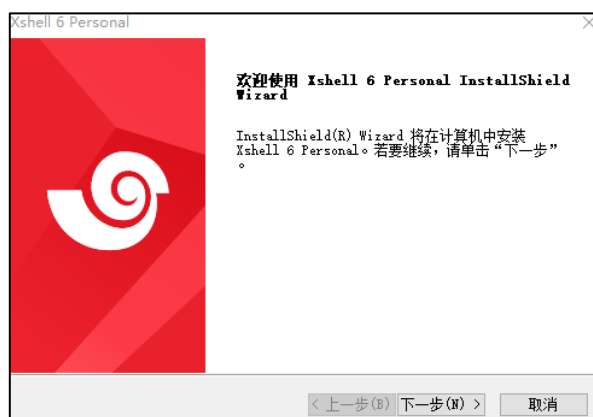 Xshell 6 Personal
欢迎使用 Xshell 6 Personal InstallShield
Wizard
InstallShield(R) Wizard 将在计算机中安装
Xshell 6 Personal。若要继续，请单击“下一步”
。
< 上一步(B) 下一步(N) > 取消